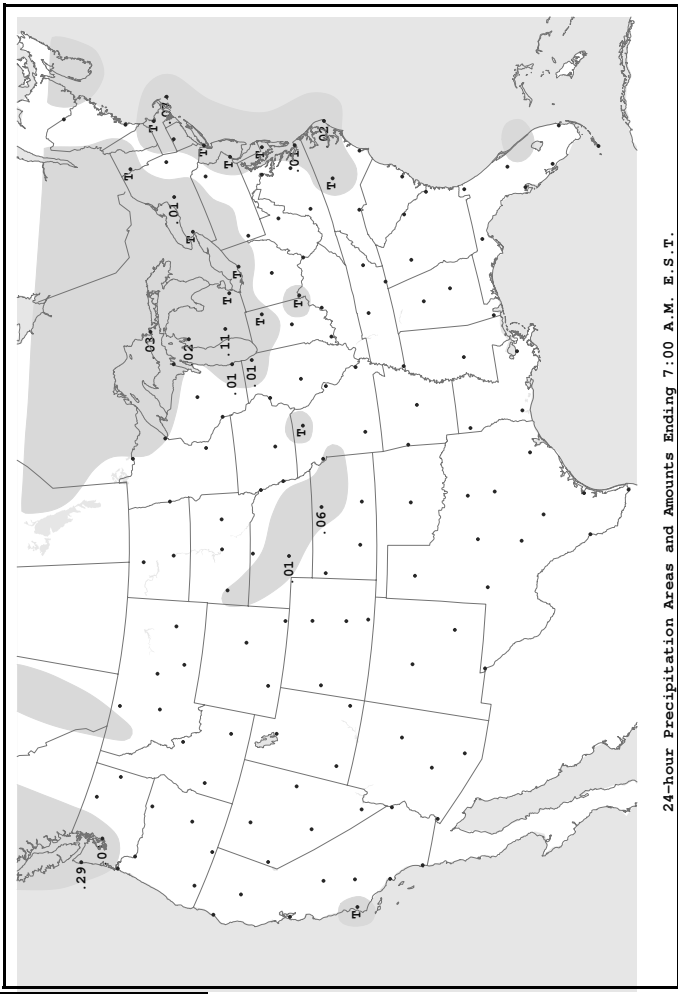 .29
.01
T
.03
T
.07
.01
.02
T
T
.11
T
T
.01
T
.01
T
T
.01
.01
T
T
.06
.02
T
T
24-hour Precipitation Areas and Amounts Ending 7:00 A.M. E.S.T.